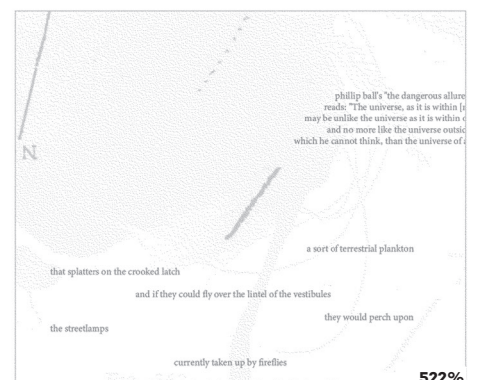 phillip ball's "the dangerous allure
reads: "The universe, as it is within
may be unlike the universe as it is within
and no more like the universe
which he cannot think, than the universe of
N
a sort of terrestrial plankton
that splatters on the crooked latch
and if they could fly over the lintel of the vestibules
they would perch upon
the streetlamps
currently taken up by fireflies
522%